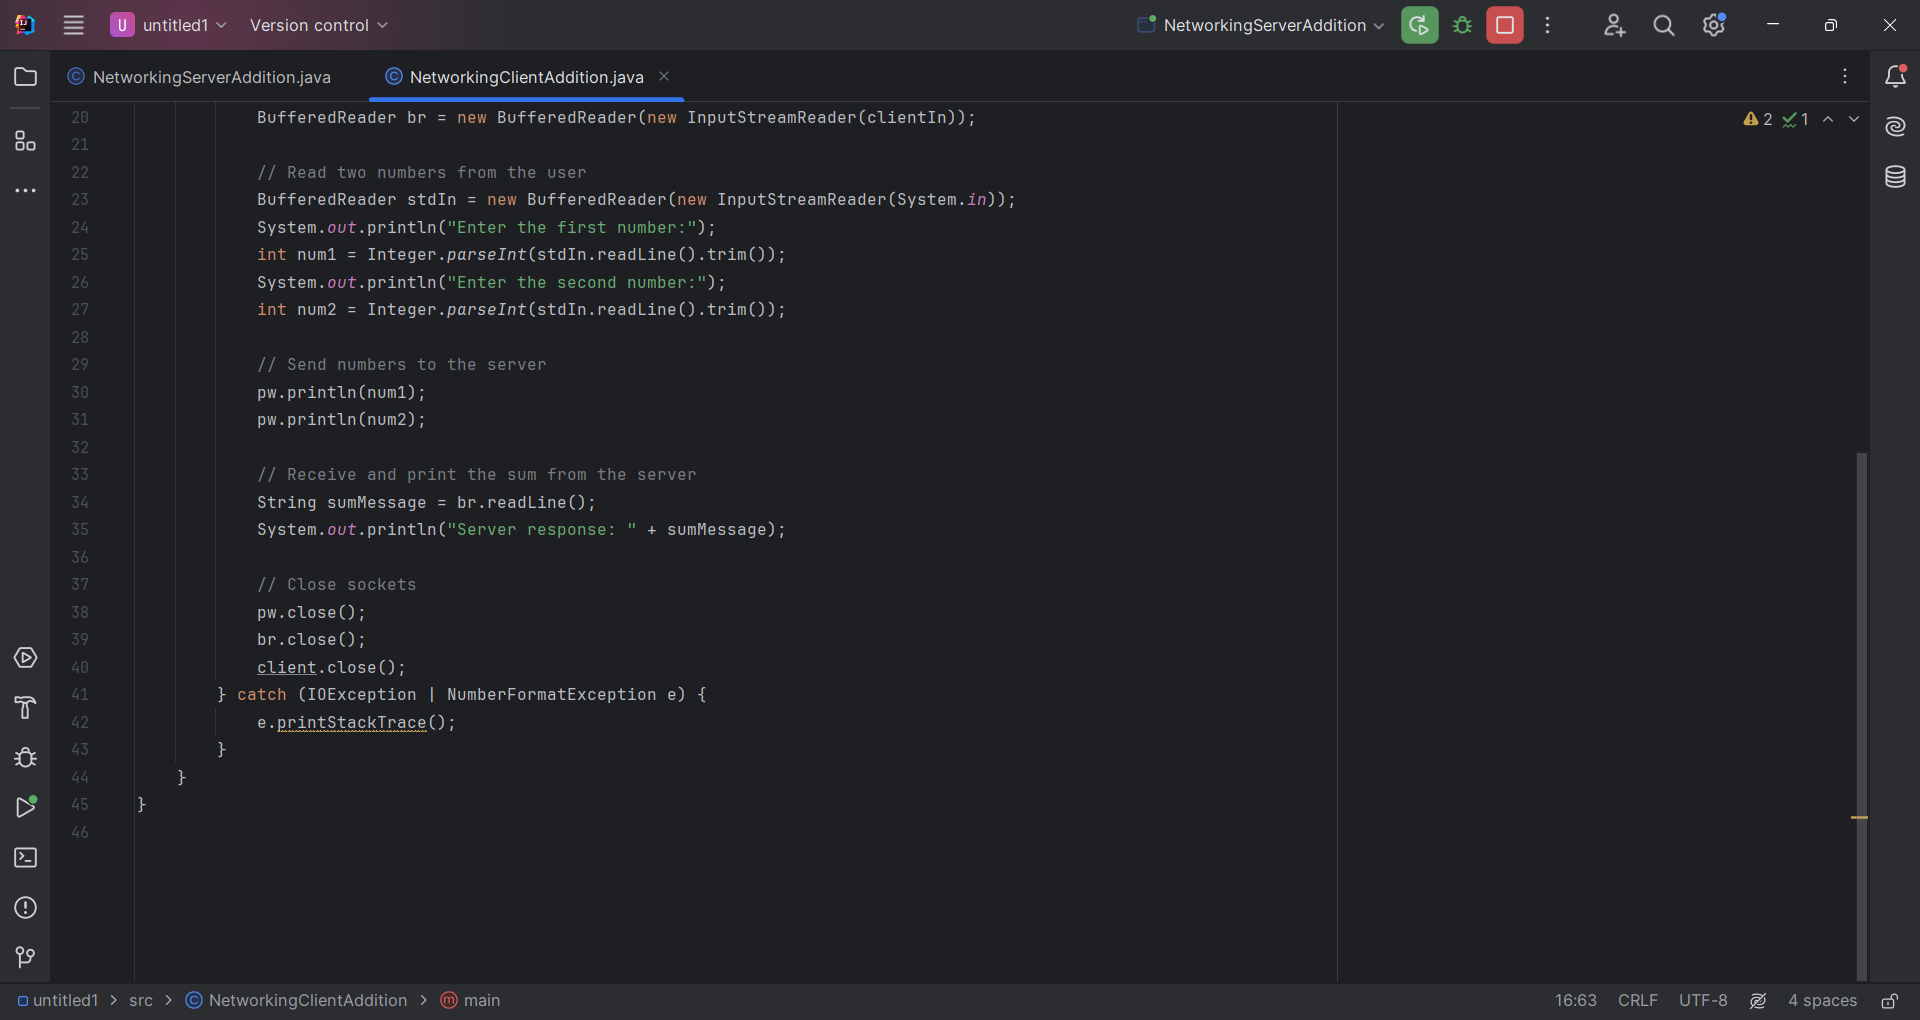 U untitled1 Version control NetworkingServerAddition
NetworkingServerAddition.java NetworkingClientAddition.java
20 BufferedReader br = new BufferedReader(new InputStreamReader(clientIn));
21
22 // Read two numbers from the user
23 BufferedReader stdIn = new BufferedReader(new InputStreamReader(System.in));
24 System.out.println("Enter the first number:");
25 int num1 = Integer.parseInt(stdIn.readLine().trim());
26 System.out.println("Enter the second number:");
27 int num2 = Integer.parseInt(stdIn.readLine().trim());
28
29 // Send numbers to the server
30 pw.println(num1);
31 pw.println(num2);
32
33 // Receive and print the sum from the server
34 String sumMessage = br.readLine();
35 System.out.println("Server response: " + sumMessage);
36
37 // Close sockets
38 pw.close();
39 br.close();
40 client.close();
41 } catch (IOException | NumberFormatException e) {
42 e.printStackTrace();
43 }
44 }
45 }
46
2 1
untitled1 > src > NetworkingClientAddition > main 16:63 CRLF UTF-8 4 spaces